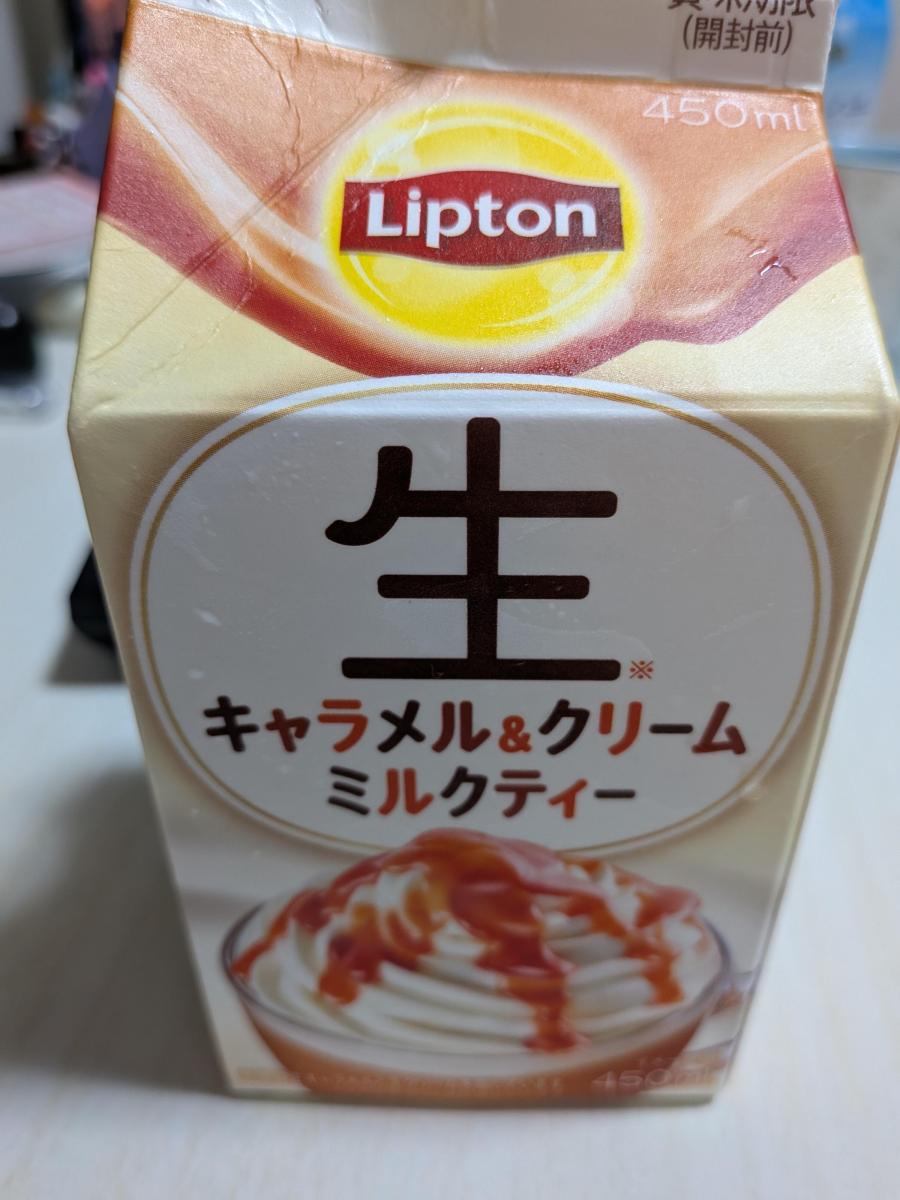 (開封前)
450ml
Lipton
生※
キャラメル&クリーム
ミルクティー
450ml